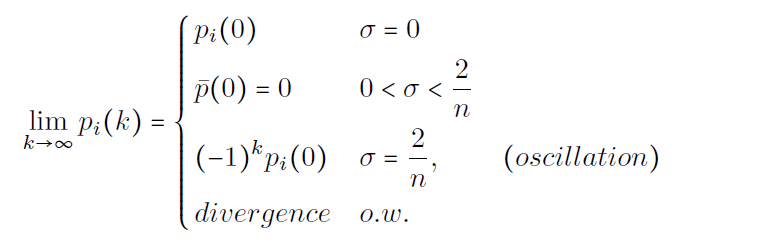 lim_{k→∞} p_i(k) = {
p_i(0)    σ = 0
p̄(0) = 0    0 < σ < 2/n
(−1)^k p_i(0)    σ = 2/n,    (oscillation)
divergence    o.w.